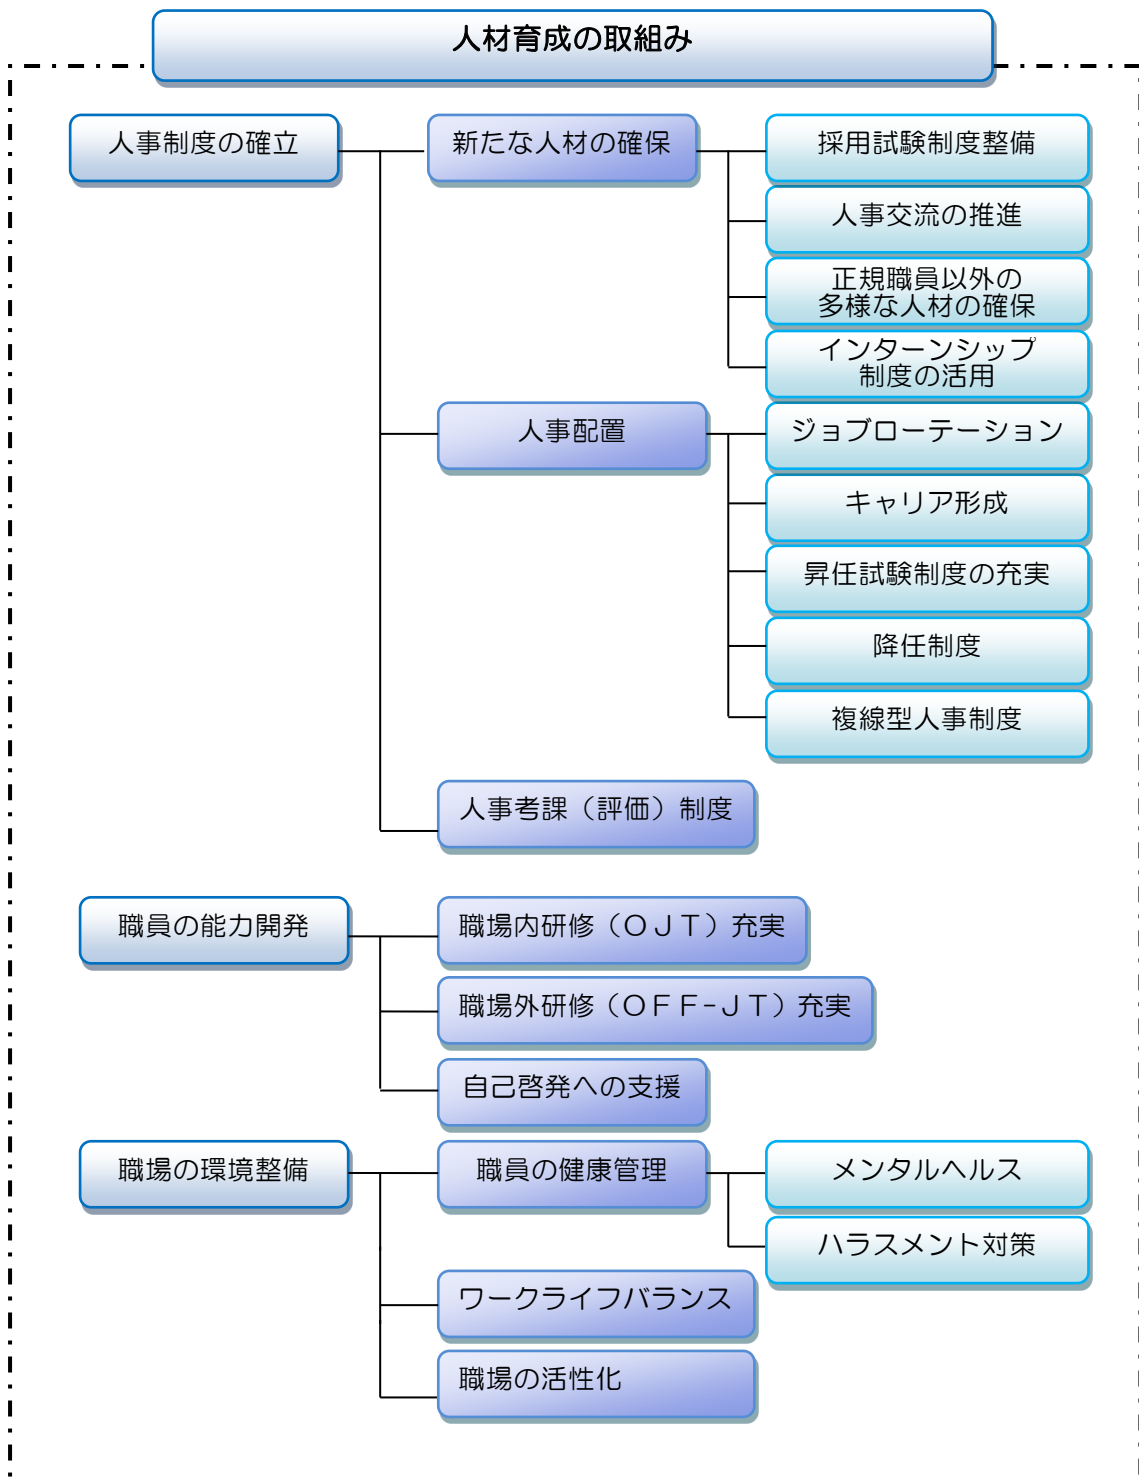 人材育成の取組み
人事制度の確立
新たな人材の確保
採用試験制度整備
人事交流の推進
正規職員以外の
多様な人材の確保
インターンシップ
制度の活用
人事配置
ジョブローテーション
キャリア形成
昇任試験制度の充実
降任制度
複線型人事制度
人事考課（評価）制度
職員の能力開発
職場内研修（ＯＪＴ）充実
職場外研修（ＯＦＦ-ＪＴ）充実
自己啓発への支援
職場の環境整備
職員の健康管理
メンタルヘルス
ハラスメント対策
ワークライフバランス
職場の活性化